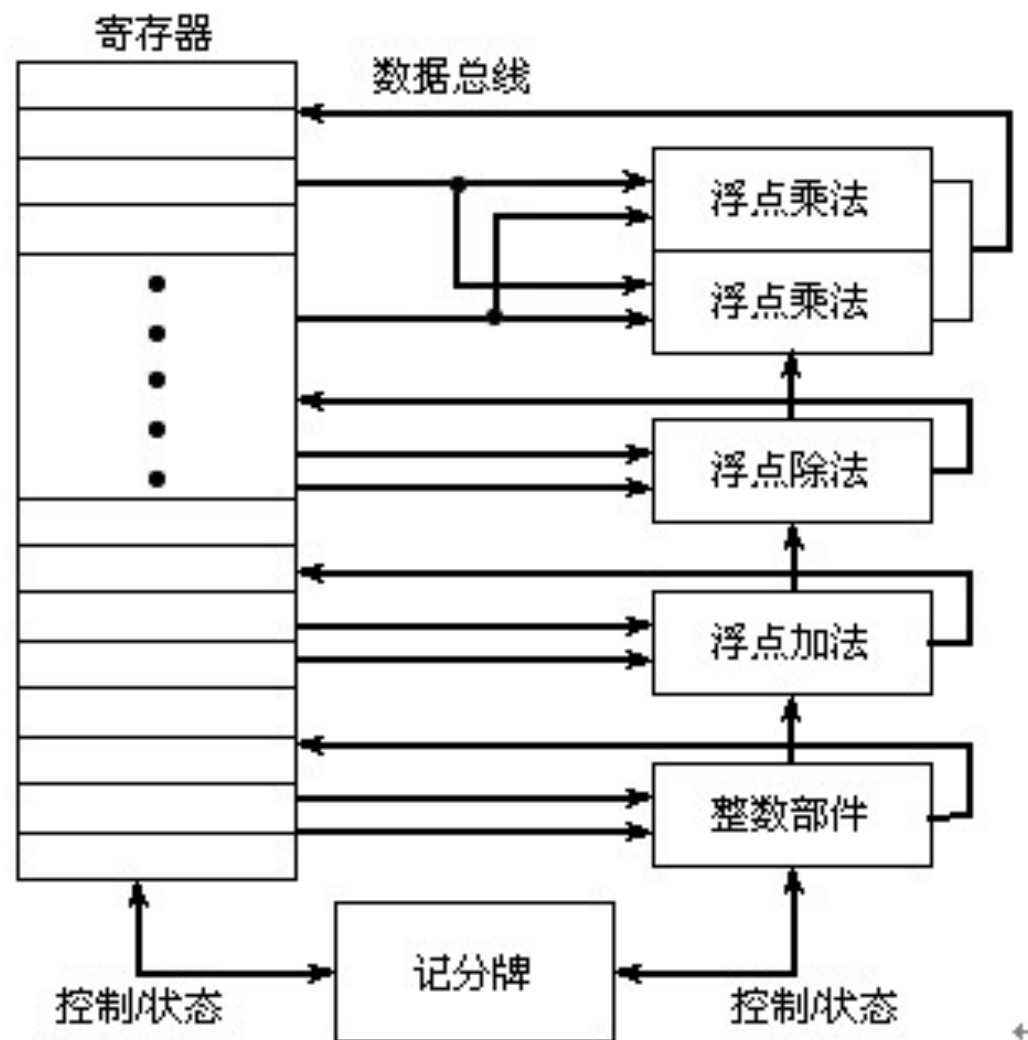 寄存器
数据总线
浮点乘法
浮点乘法
浮点除法
浮点加法
整数部件
记分牌
控制/状态
控制/状态